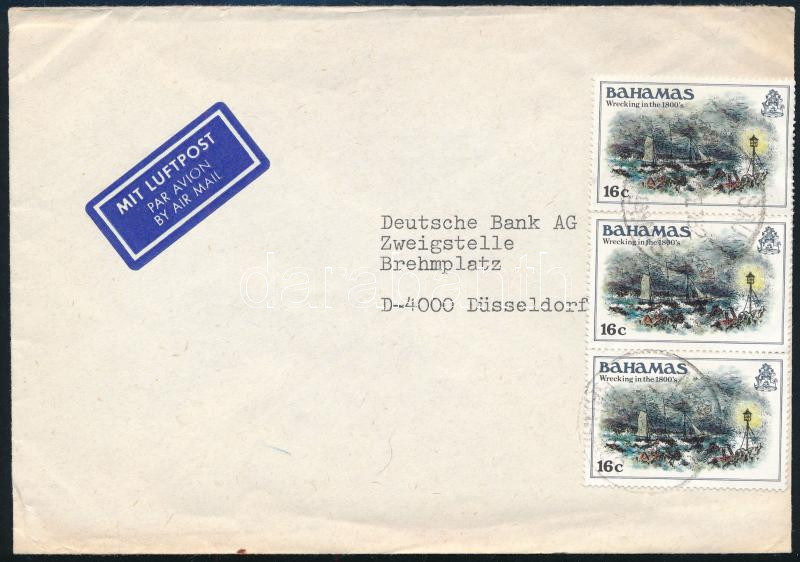 MIT LUFTPOST
PAR AVION
BY AIR MAIL
Deutsche Bank AG
Zweigstelle
Brehmplatz
D-4000 Düsseldorf
BAHAMAS
Wrecking in the 1800's
16c
BAHAMAS
Wrecking in the 1800's
16c
BAHAMAS
Wrecking in the 1800's
16c